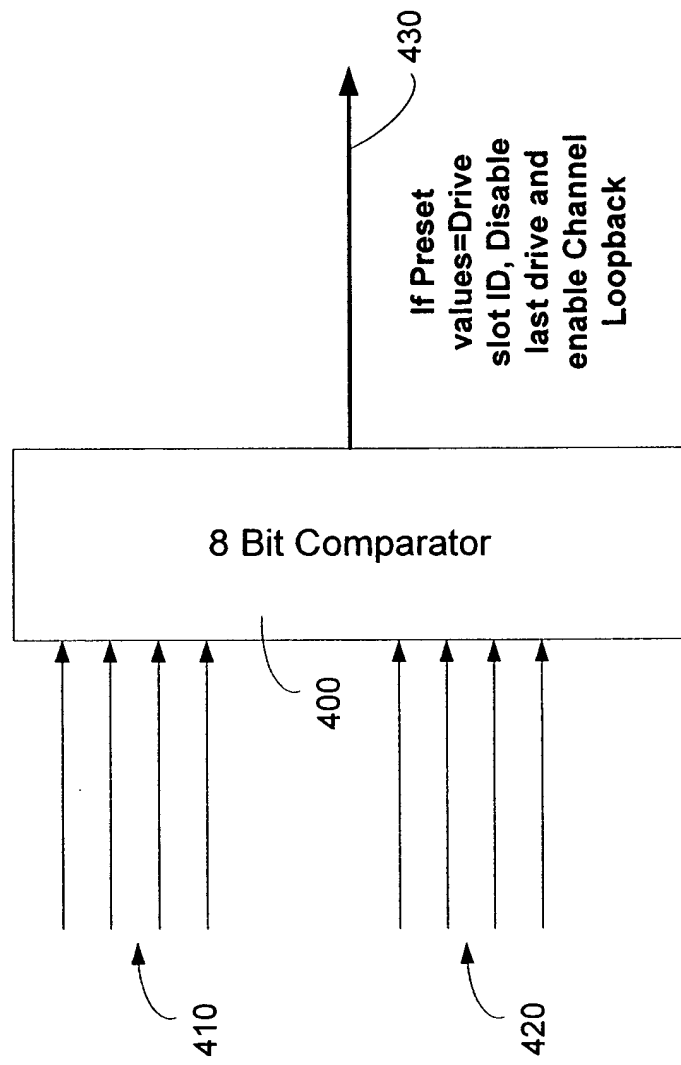 8 Bit Comparator
400
410
420
430
If Preset
values=Drive
slot ID, Disable
last drive and
enable Channel
Loopback